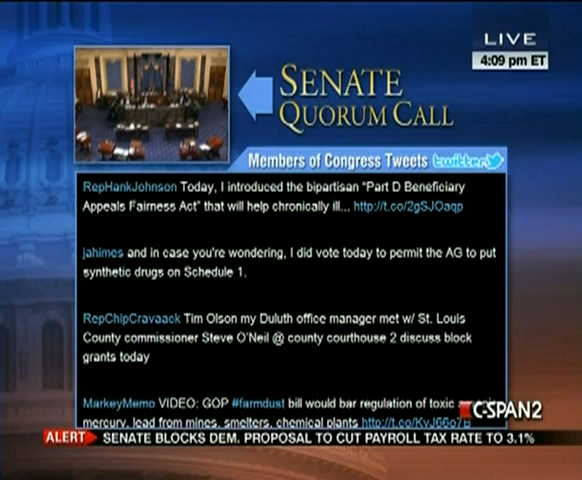 LIVE
4:09 pm ET
SENATE
QUORUM CALL
Members of Congress Tweets twitter
RepHankJohnson Today, I introduced the bipartisan "Part D Beneficiary
Appeals Fairness Act" that will help chronically ill... http://t.co/2gSJOaqp
jahimes and in case you're wondering, I did vote today to permit the AG to put
synthetic drugs on Schedule 1.
RepChipCravaack Tim Olson my Duluth office manager met w/ St. Louis
County commissioner Steve O'Neil @ county courthouse 2 discuss block
grants today
MarkeyMemo VIDEO: GOP #farmdust bill would bar regulation of toxic
C-SPAN2
mercury, lead from mines, smelters, chemical plants http://t.co/KvJ66o7B
ALERT SENATE BLOCKS DEM. PROPOSAL TO CUT PAYROLL TAX RATE TO 3.1%